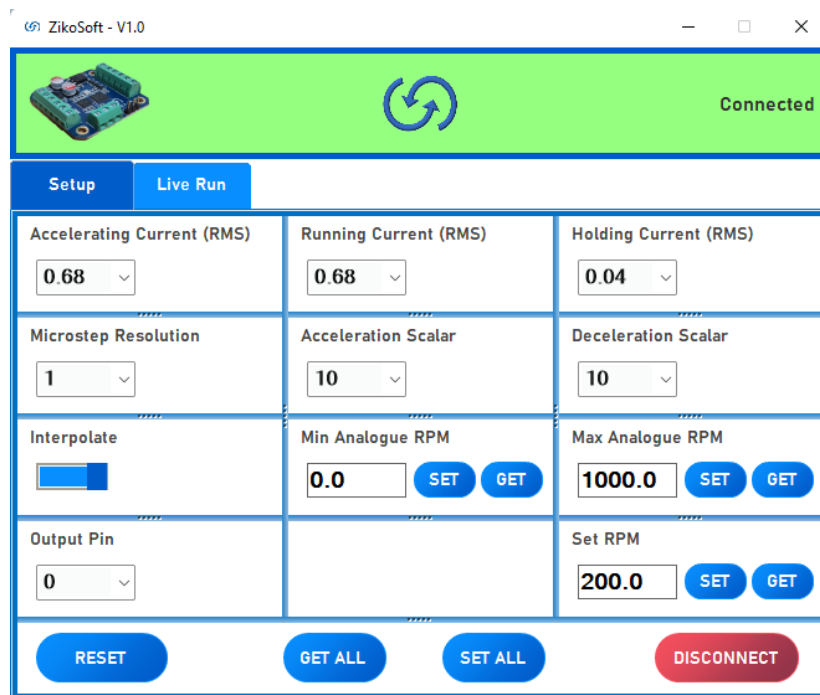 ZikoSoft - V1.0
Connected
Setup Live Run
Accelerating Current (RMS) Running Current (RMS) Holding Current (RMS)
0.68 0.68 0.04
Microstep Resolution Acceleration Scalar Deceleration Scalar
1 10 10
Interpolate Min Analogue RPM Max Analogue RPM
0.0 SET GET 1000.0 SET GET
Output Pin Set RPM
0 200.0 SET GET
RESET GET ALL SET ALL DISCONNECT